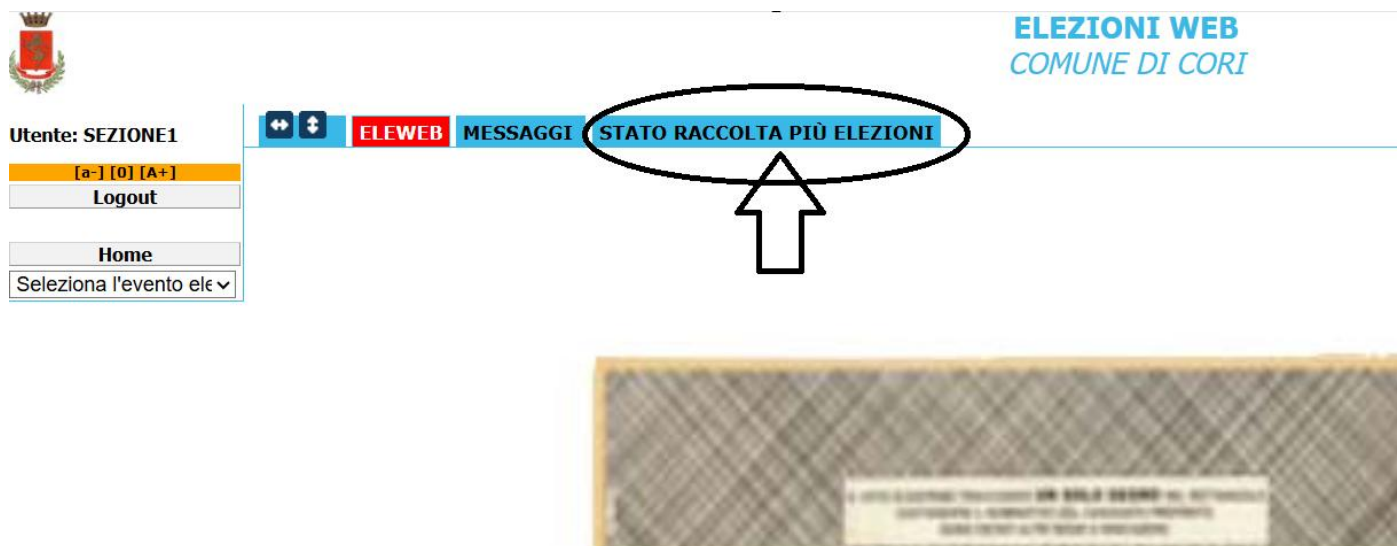 ELEZIONI WEB
COMUNE DI CORI
Utente: SEZIONE1
ELEWEB MESSAGGI STATO RACCOLTA PIÙ ELEZIONI
[a-] [0] [A+]
Logout
Home
Seleziona l'evento ele
UN SOLO SEGNO